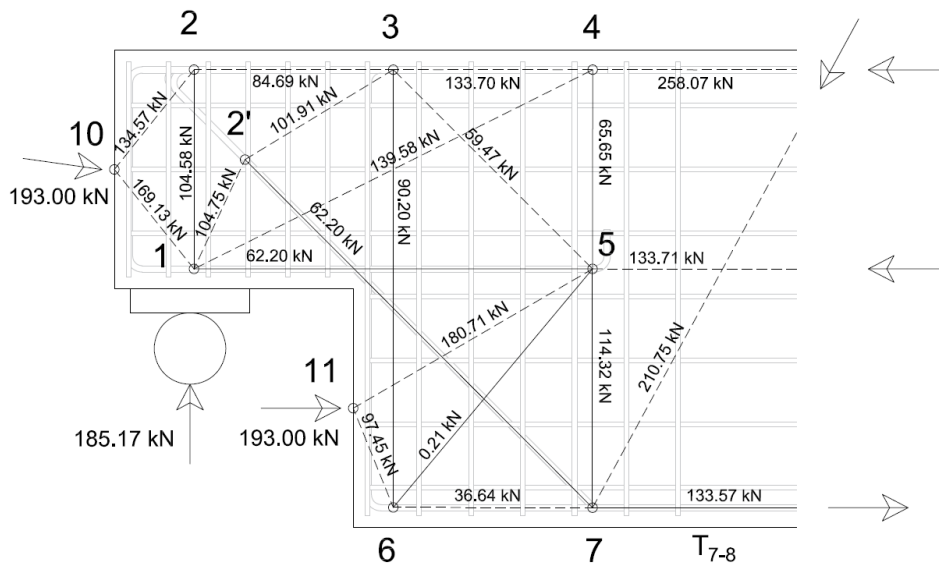 2
3
4
84.69 kN
133.70 kN
258.07 kN
134.57 kN
2'
101.91 kN
10
104.58 kN
139.58 kN
59.47 kN
65.65 kN
193.00 kN
169.13 kN
104.75 kN
62.20 kN
90.20 kN
1
62.20 kN
5
133.71 kN
180.71 kN
114.32 kN
210.75 kN
11
185.17 kN
193.00 kN
97.45 kN
0.21 kN
36.64 kN
133.57 kN
6
7
T7-8